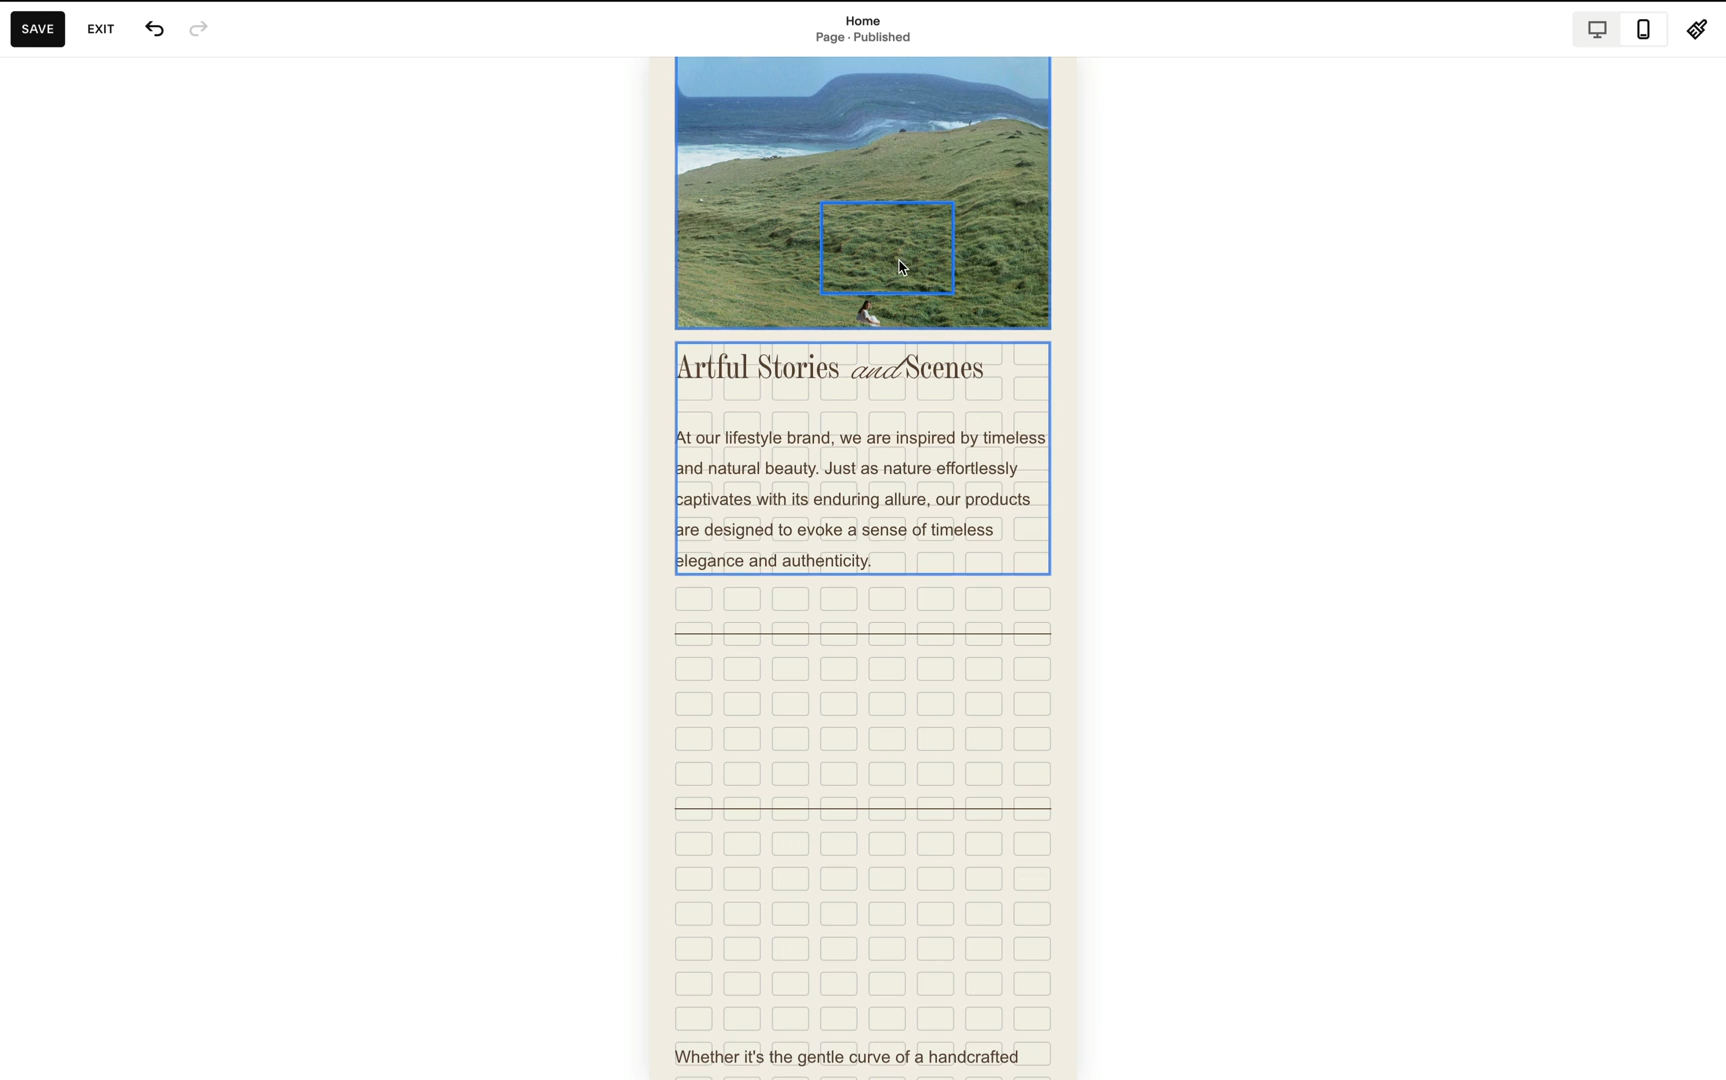 SAVE
EXIT
Home
Page · Published
Artful Stories and Scenes
At our lifestyle brand, we are inspired by timeless
and natural beauty. Just as nature effortlessly
captivates with its enduring allure, our products
are designed to evoke a sense of timeless
elegance and authenticity.
Whether it's the gentle curve of a handcrafted